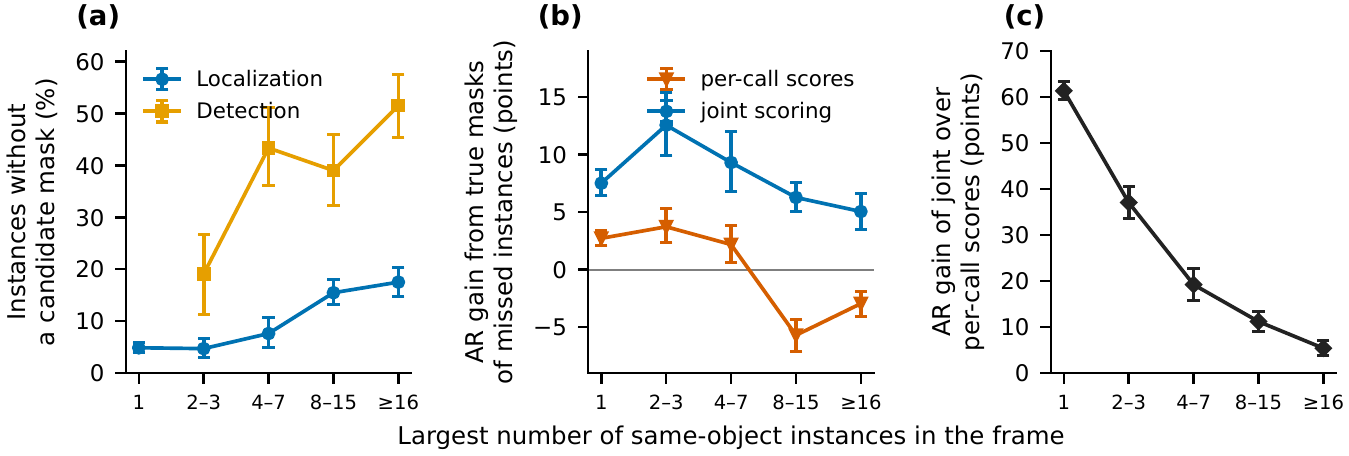 (a)
Instances without
a candidate mask (%)
60
50
40
30
20
10
0
Localization
Detection
1
2–3
4–7
8–15
≥16
(b)
AR gain from true masks
of missed instances (points)
15
10
5
0
−5
per-call scores
joint scoring
1
2–3
4–7
8–15
≥16
(c)
AR gain of joint over
per-call scores (points)
70
60
50
40
30
20
10
0
1
2–3
4–7
8–15
≥16
Largest number of same-object instances in the frame